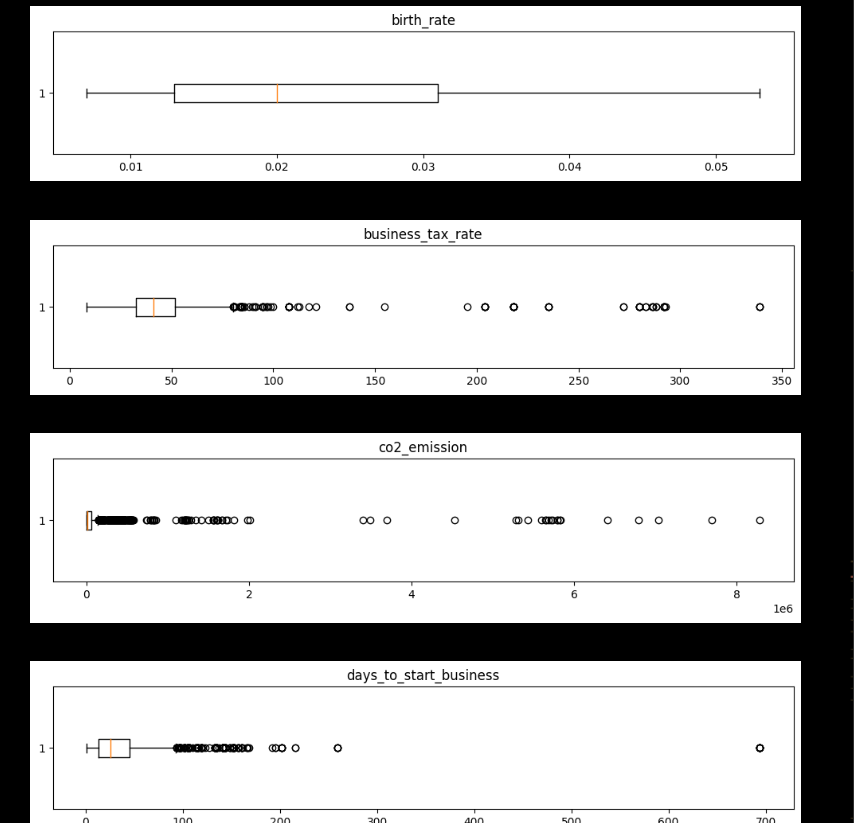 birth_rate
1
0.01 0.02 0.03 0.04 0.05
business_tax_rate
1
0 50 100 150 200 250 300 350
co2_emission
1
0 2 4 6 8
1e6
days_to_start_business
1
0 100 200 300 400 500 600 700